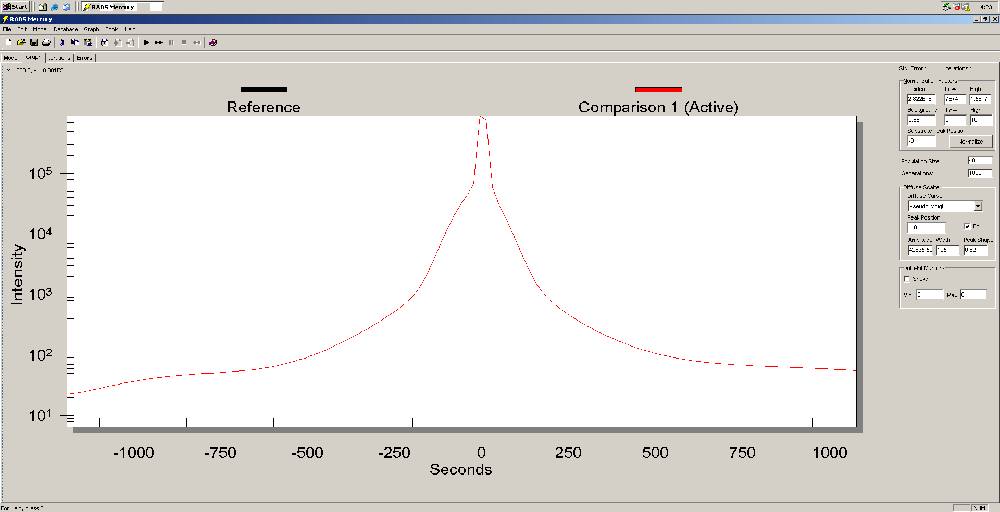 Start RADS Mercury 14:23
RADS Mercury
File Edit Model Database Graph Tools Help
Model Graph Iterations Errors
x = 388.6, y = 8.001E5
Reference
Comparison 1 (Active)
Intensity
10^5
10^4
10^3
10^2
10^1
-1000 -750 -500 -250 0 250 500 750 1000
Seconds
Std. Error : Iterations :
Normalization Factors
Incident Low: High:
2.822E+6 7E+4 1.5E+7
Background Low: High:
2.88 0 10
Substrate Peak Position
-8 Normalize
Population Size: 40
Generations: 1000
Diffuse Scatter
Diffuse Curve
Pseudo-Voigt
Peak Position
-10 Fit
Amplitude Width Peak Shape
42635.59 125 0.82
Data-Fit Markers
Show
Min: 0 Max: 0
For Help, press F1 NUM